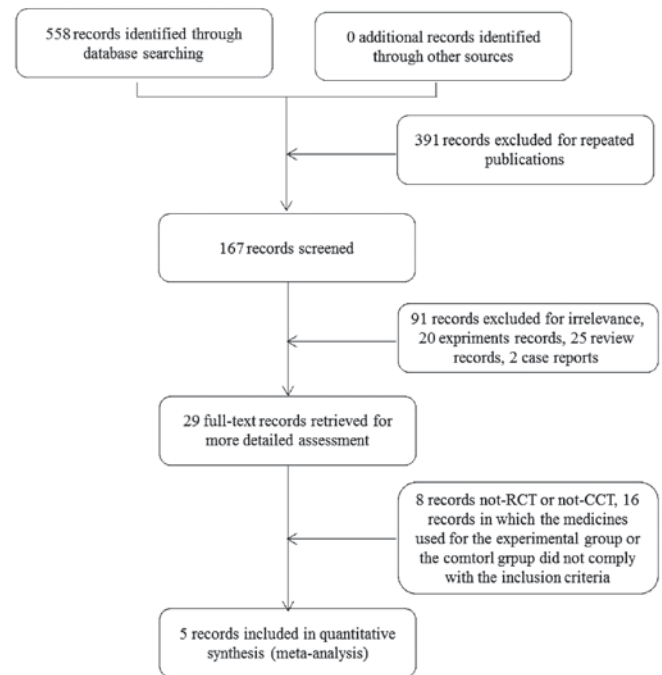 558 records identified through
database searching
0 additional records identified
through other sources
391 records excluded for repeated
publications
167 records screened
91 records excluded for irrelevance,
20 expriments records, 25 review
records, 2 case reports
29 full-text records retrieved for
more detailed assessment
8 records not-RCT or not-CCT, 16
records in which the medicines
used for the experimental group or
the comtorl grpup did not comply
with the inclusion criteria
5 records included in quantitative
synthesis (meta-analysis)